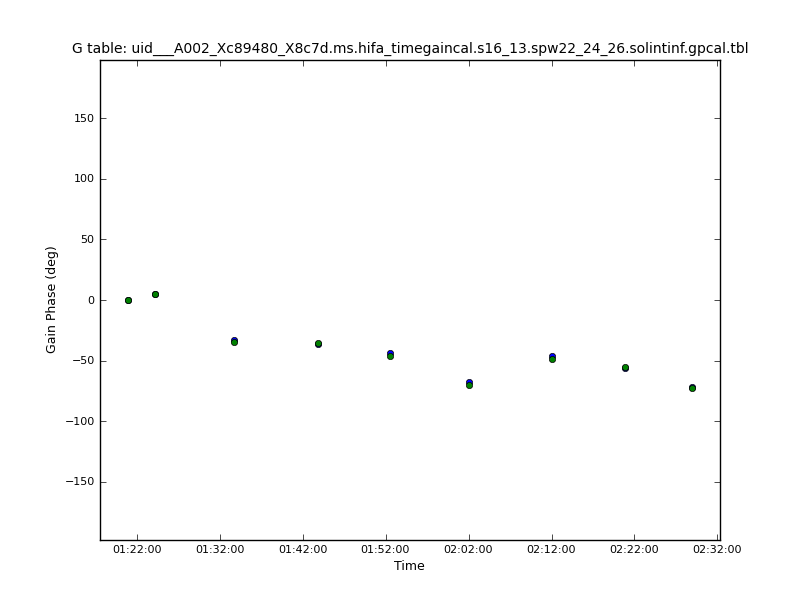 G table: uid___A002_Xc89480_X8c7d.ms.hifa_timegaincal.s16_13.spw22_24_26.solintinf.gpcal.tbl
150
100
50
0
−50
−100
−150
Gain Phase (deg)
01:22:00 01:32:00 01:42:00 01:52:00 02:02:00 02:12:00 02:22:00 02:32:00
Time